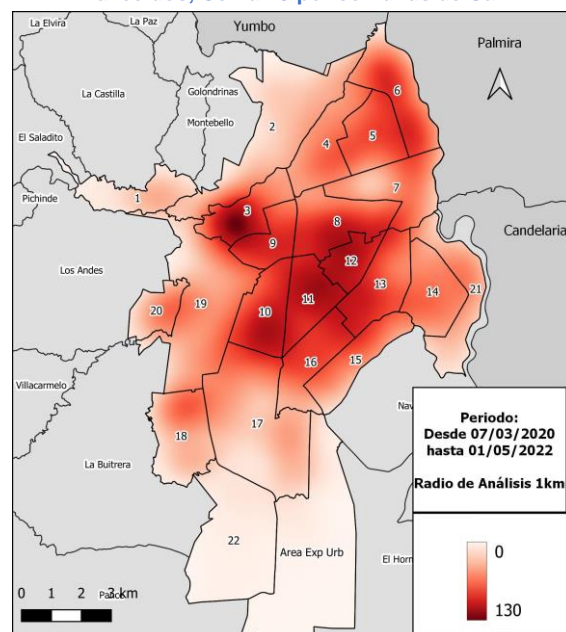 La Elvira
La Paz
Yumbo
Palmira
La Castilla
Golondrinas
Montebello
El Saladito
Pichinde
Los Andes
Candelaria
Villacarmelo
La Buitrera
Area Exp Urb
1
2
3
4
5
6
7
8
9
10
11
12
13
14
15
16
17
18
19
20
21
22
Periodo:
Desde 07/03/2020
hasta 01/05/2022
Radio de Análisis 1km
0
130
0 1 2 3 km